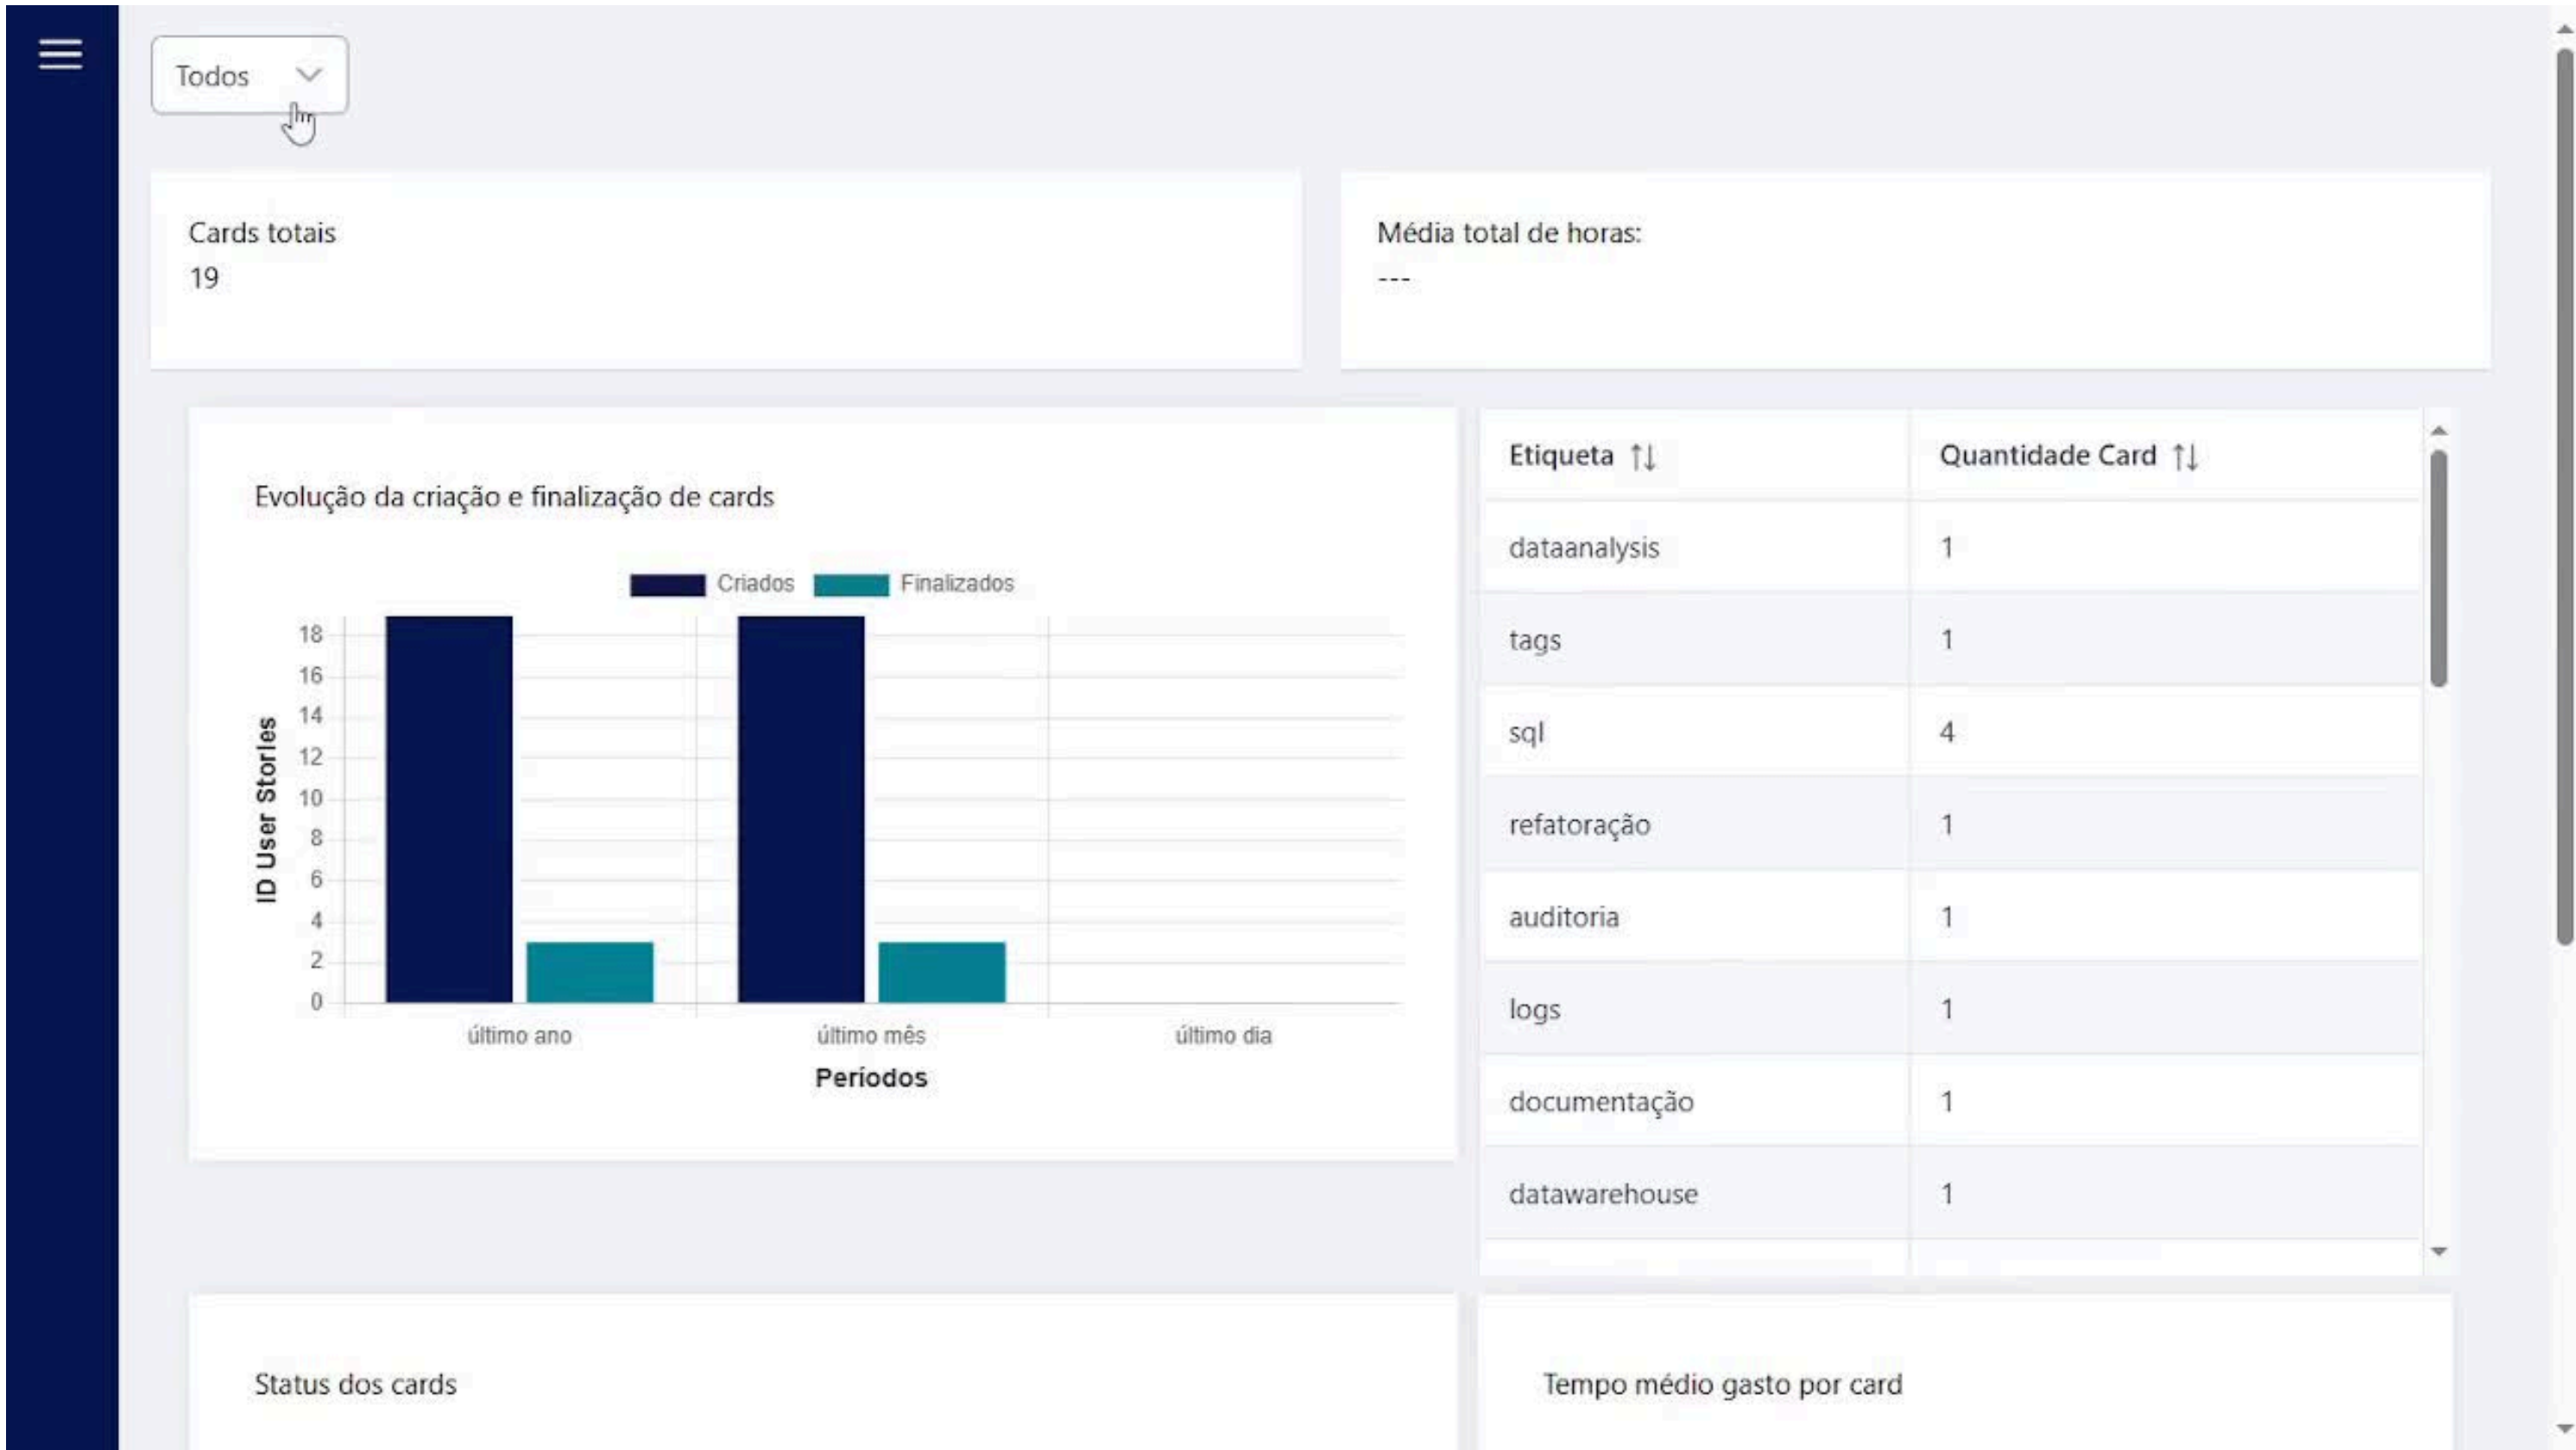 Todos
Cards totais
19
Média total de horas:
---
Evolução da criação e finalização de cards
Criados
Finalizados
18
16
14
12
10
8
6
4
2
0
ID User Stories
último ano
último mês
último dia
Períodos
Etiqueta
Quantidade Card
dataanalysis 1
tags 1
sql 4
refatoração 1
auditoria 1
logs 1
documentação 1
datawarehouse 1
Status dos cards
Tempo médio gasto por card